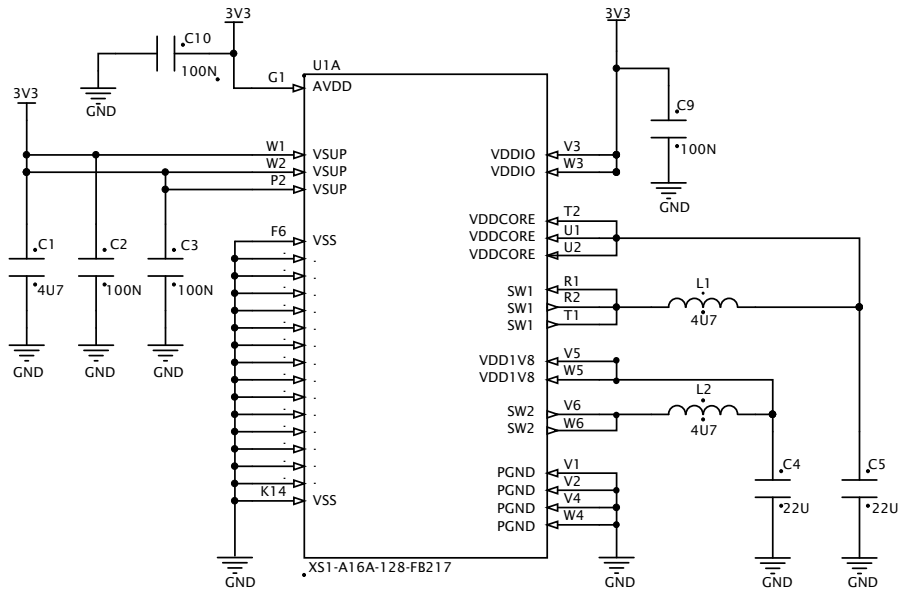 3V3
3V3
C10
100N
G1
U1A
AVDD
GND
3V3
C9
100N
W1
VSUP
VDDIO
V3
W2
VSUP
VDDIO
W3
P2
VSUP
GND
VDDCORE
T2
F6
VSS
VDDCORE
U1
VDDCORE
U2
C1
4U7
C2
100N
C3
100N
SW1
R1
L1
4U7
SW1
R2
SW1
T1
GND
GND
GND
VDD1V8
V5
VDD1V8
W5
L2
4U7
SW2
V6
SW2
W6
PGND
V1
C4
22U
C5
22U
PGND
V2
K14
VSS
PGND
V4
PGND
W4
XS1-A16A-128-FB217
GND
GND
GND
GND